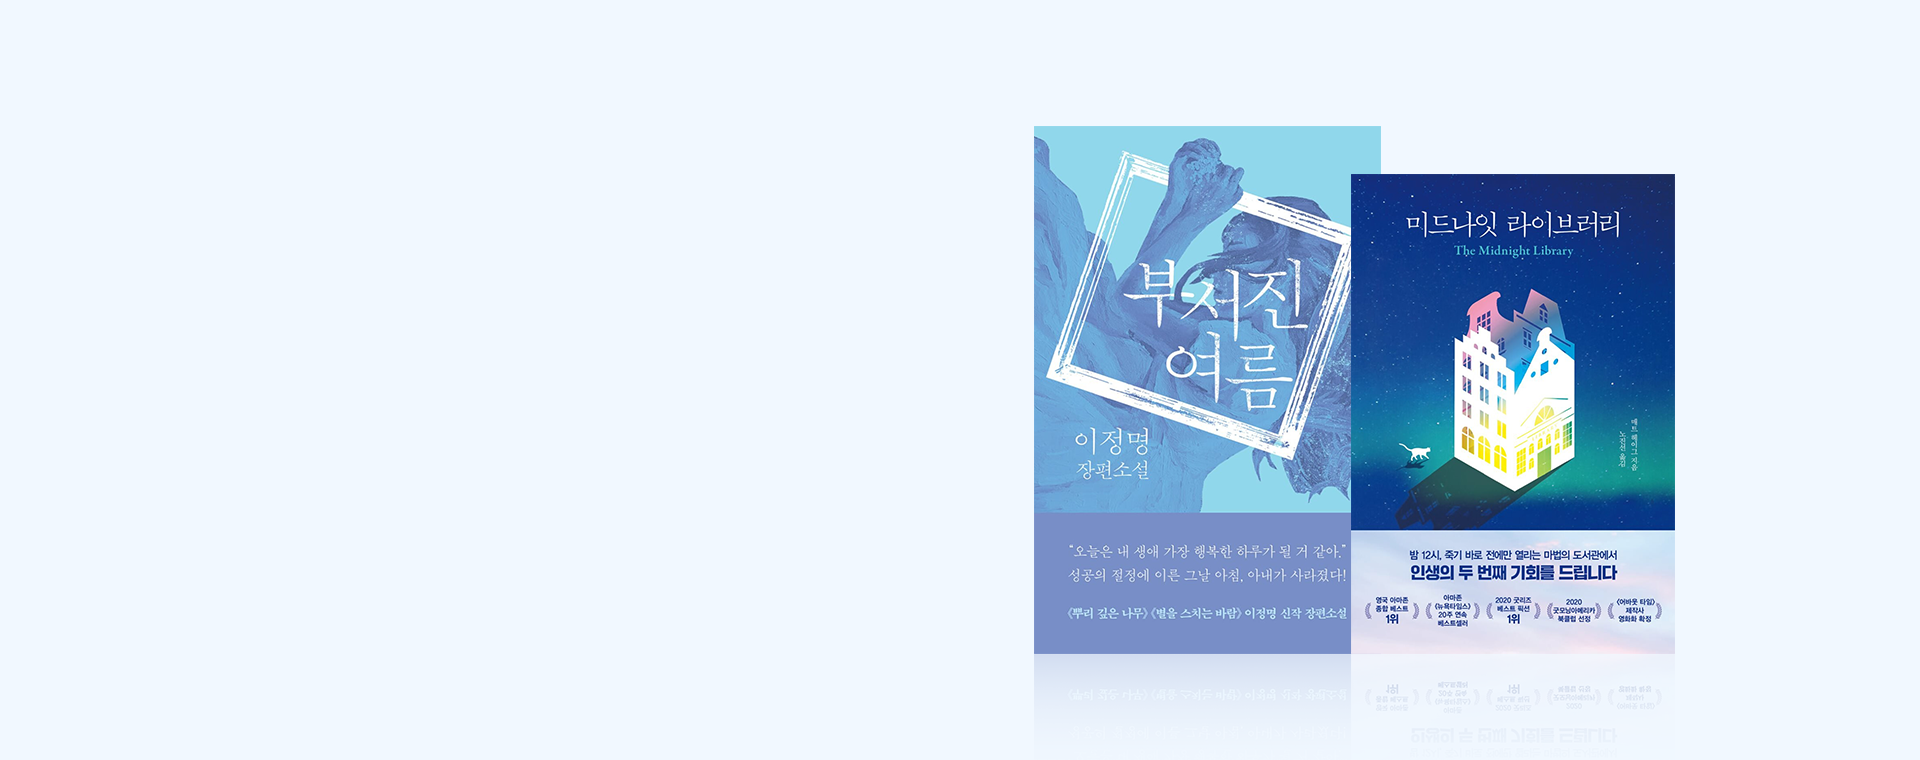 부서진
여름
이정명
장편소설
“오늘은 내 생애 가장 행복한 하루가 될 거 같아.”
성공의 절정에 이른 그날 아침, 아내가 사라졌다!
《뿌리 깊은 나무》《별을 스치는 바람》 이정명 신작 장편소설
미드나잇 라이브러리
The Midnight Library
매트 헤이그 지음
노진선 옮김
밤 12시, 죽기 바로 전에만 열리는 마법의 도서관에서
인생의 두 번째 기회를 드립니다
영국 아마존
종합 베스트
1위
아마존
〈뉴욕타임스〉
20주 연속
베스트셀러
2020 굿리즈
베스트 픽션
1위
2020
굿모닝아메리카
북클럽 선정
〈어바웃 타임〉
제작사
영화화 확정